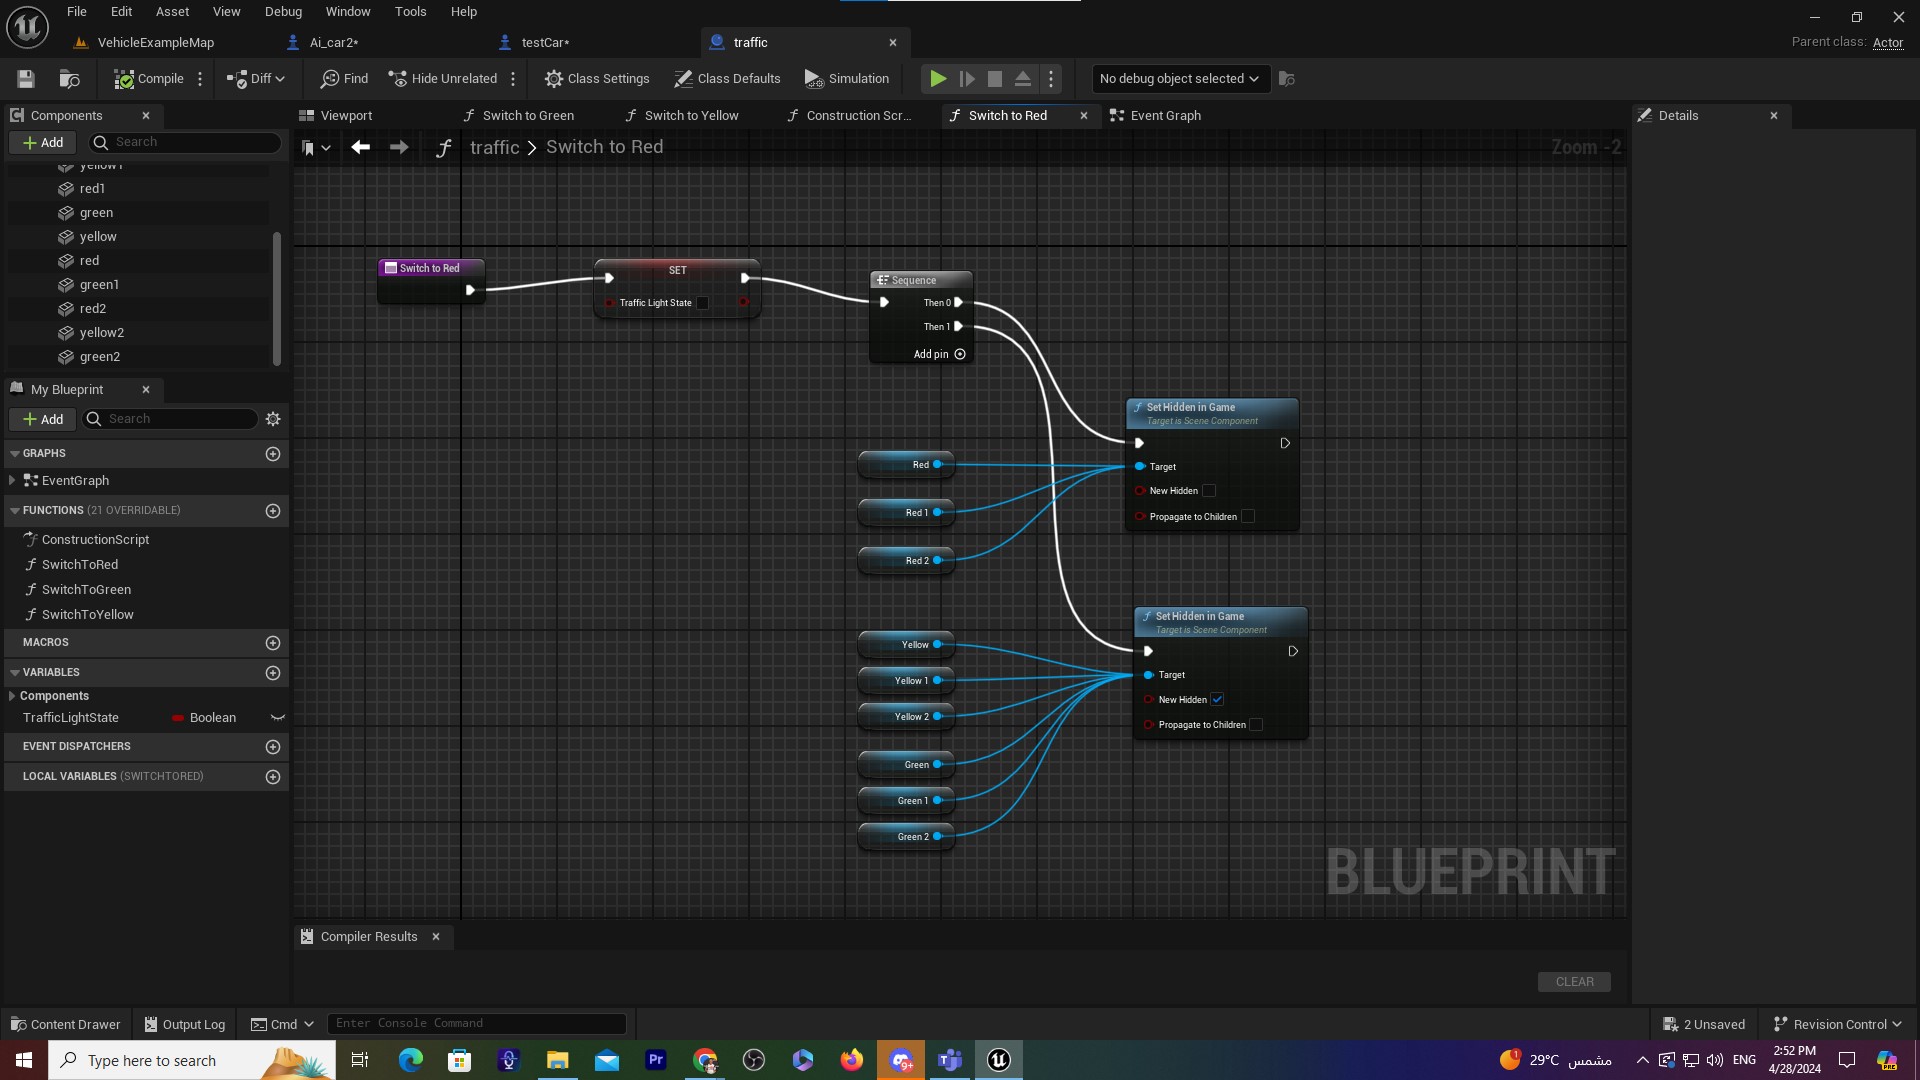 File Edit Asset View Debug Window Tools Help
VehicleExampleMap
Ai_car2*
testCar*
traffic
Parent class: Actor
Compile
Diff
Find
Hide Unrelated
Class Settings
Class Defaults
Simulation
No debug object selected
Components
Add
Search
yellow1
red1
green
yellow
red
green1
red2
yellow2
green2
My Blueprint
Add
Search
GRAPHS
EventGraph
FUNCTIONS (21 OVERRIDABLE)
ConstructionScript
SwitchToRed
SwitchToGreen
SwitchToYellow
MACROS
VARIABLES
Components
TrafficLightState Boolean
EVENT DISPATCHERS
LOCAL VARIABLES (SWITCHTORED)
Viewport
Switch to Green
Switch to Yellow
Construction Scr...
Switch to Red
Event Graph
traffic > Switch to Red
Zoom -2
Switch to Red
SET
Traffic Light State
Sequence
Then 0
Then 1
Add pin
Set Hidden in Game
Target is Scene Component
Target
New Hidden
Propagate to Children
Red
Red 1
Red 2
Set Hidden in Game
Target is Scene Component
Target
New Hidden
Propagate to Children
Yellow
Yellow 1
Yellow 2
Green
Green 1
Green 2
BLUEPRINT
Compiler Results
CLEAR
Details
Content Drawer
Output Log
Cmd
Enter Console Command
2 Unsaved
Revision Control
Type here to search
Pr
9+
1
29°C مشمس
ENG
2:52 PM
4/28/2024
PRE